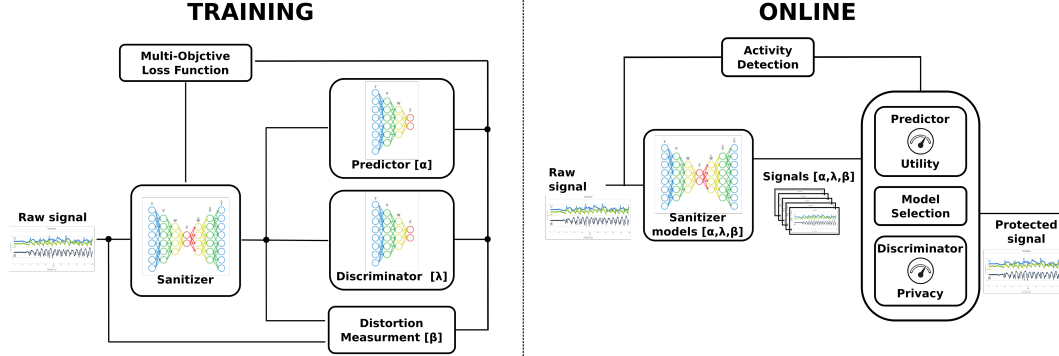 TRAINING
Multi-Objctive
Loss Function
Predictor [α]
Raw signal
Sanitizer
Discriminator [λ]
Distortion
Measurment [β]
ONLINE
Activity
Detection
Raw
signal
Sanitizer
models [α,λ,β]
Signals [α,λ,β]
Predictor
Utility
Model
Selection
Discriminator
Privacy
Protected
signal